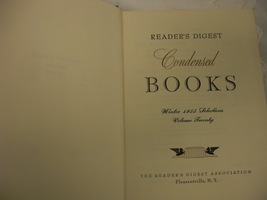 READER'S DIGEST
Condensed
BOOKS
Winter 1955 Selections
Volume Twenty
THE READER'S DIGEST ASSOCIATION
Pleasantville, N. Y.